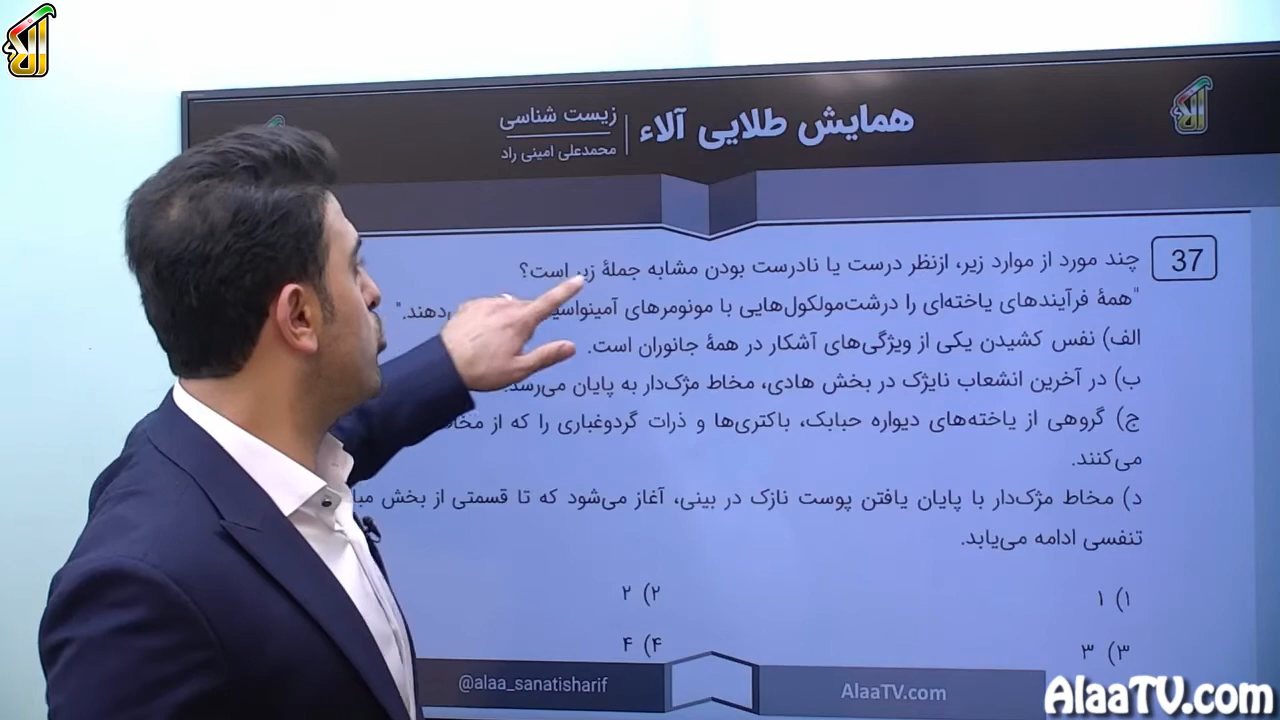 همایش طلایی آلاء
زیست شناسی
محمدعلی امینی راد
37
چند مورد از موارد زیر، ازنظر درست یا نادرست بودن مشابه جملهٔ زیر است؟
"همهٔ فرآیندهای یاخته‌ای را درشت‌مولکول‌هایی با مونومرهای
الف) نفس کشیدن یکی از ویژگی‌های آشکار در همهٔ جانوران است.
ب) در آخرین انشعاب نایژک در بخش هادی، مخاط مژک‌دار به پایان می‌رسد.
ج) گروهی از یاخته‌های دیواره حبابک، باکتری‌ها و ذرات گردوغباری را که از
می‌کنند.
د) مخاط مژک‌دار با پایان یافتن پوست نازک در بینی، آغاز می‌شود که تا قسمتی از بخش
تنفسی ادامه می‌یابد.
۱) ۱
۲) ۲
۳) ۳
۴) ۴
@alaa_sanatisharif
AlaaTV.com
AlaaTV.com